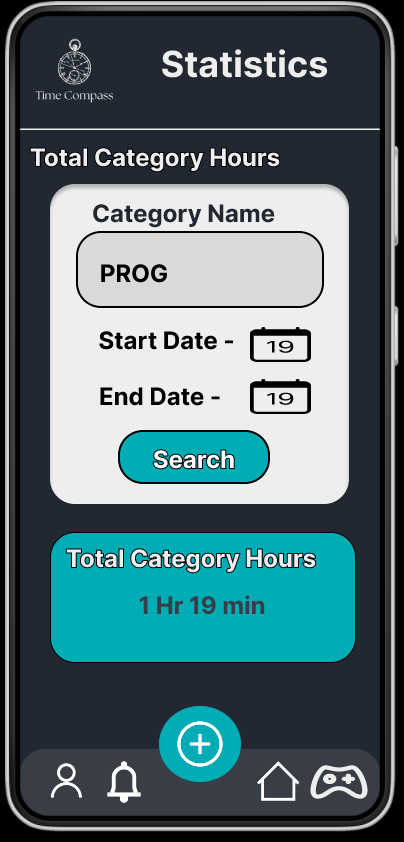 Statistics
Time Compass
Total Category Hours
Category Name
PROG
Start Date -
19
End Date -
19
Search
Total Category Hours
1 Hr 19 min